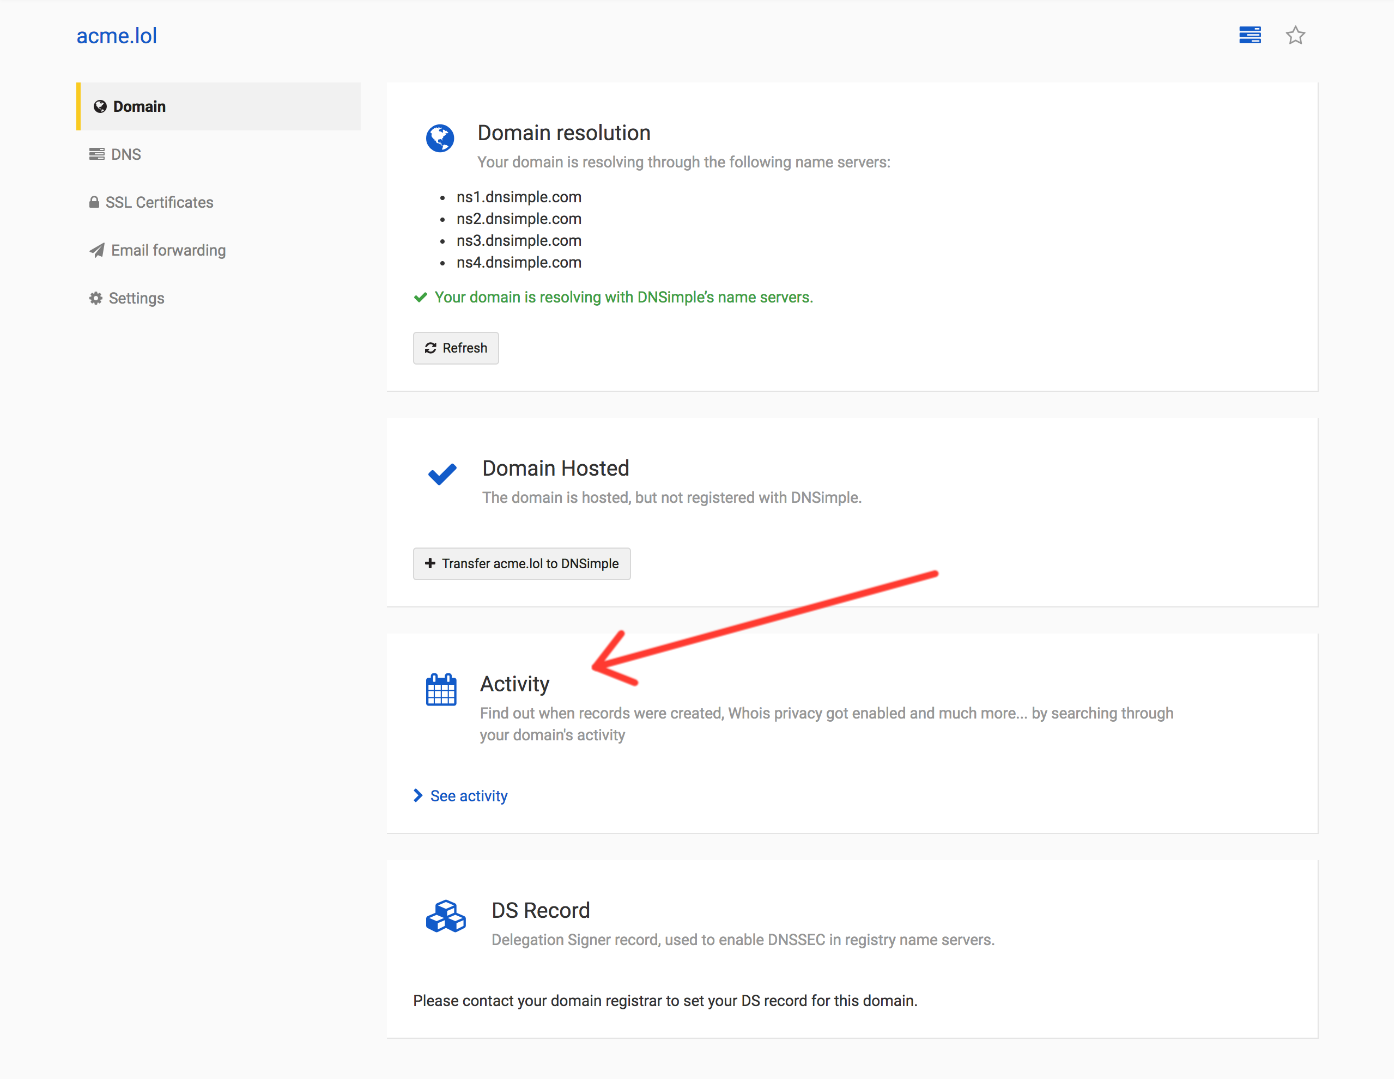 acme.lol
Domain
DNS
SSL Certificates
Email forwarding
Settings
Domain resolution
Your domain is resolving through the following name servers:
ns1.dnsimple.com
ns2.dnsimple.com
ns3.dnsimple.com
ns4.dnsimple.com
Your domain is resolving with DNSimple's name servers.
Refresh
Domain Hosted
The domain is hosted, but not registered with DNSimple.
Transfer acme.lol to DNSimple
Activity
Find out when records were created, Whois privacy got enabled and much more... by searching through
your domain's activity
See activity
DS Record
Delegation Signer record, used to enable DNSSEC in registry name servers.
Please contact your domain registrar to set your DS record for this domain.